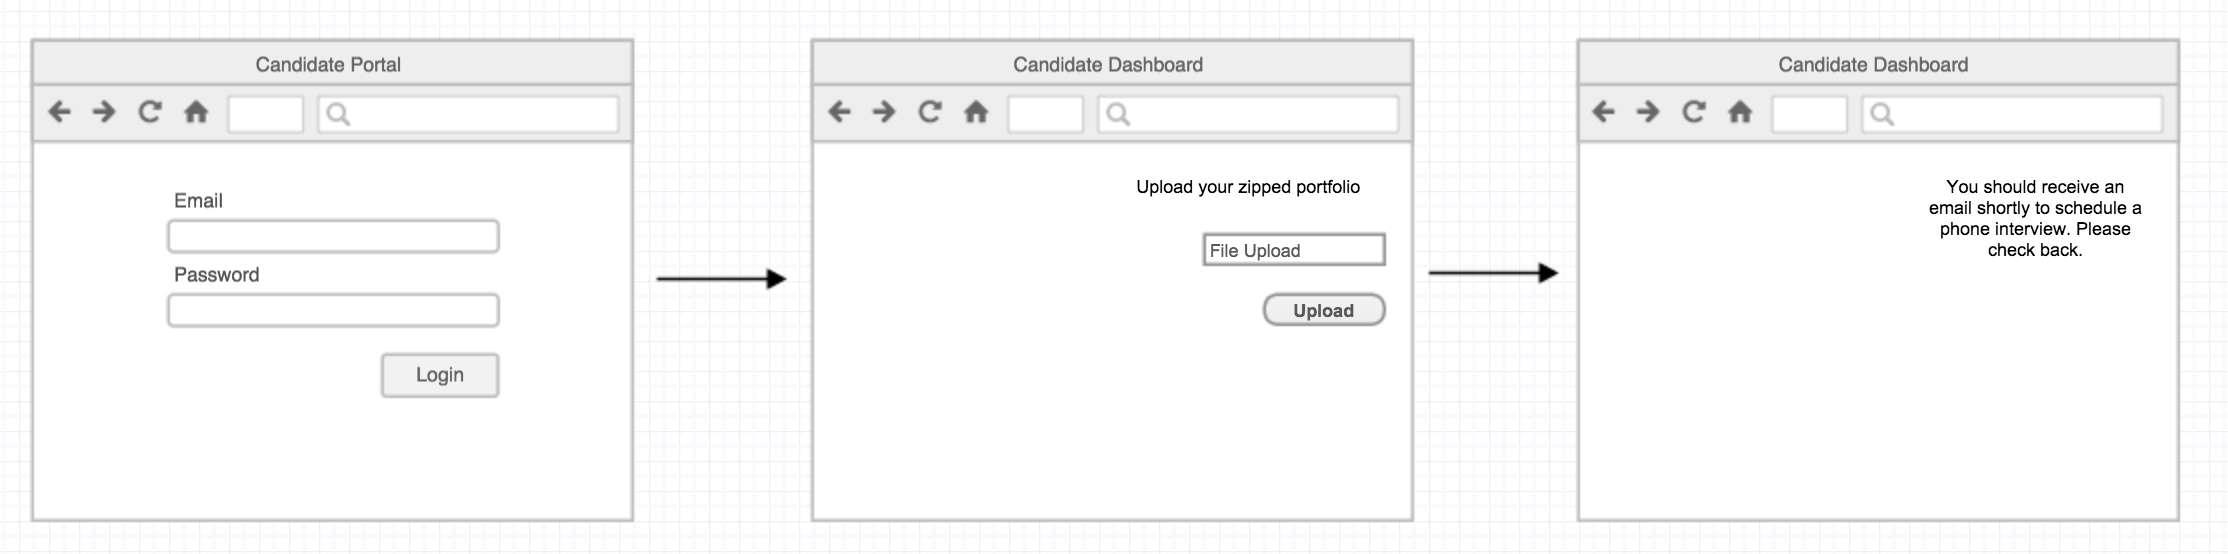 Candidate Portal
Email
Password
Login
Candidate Dashboard
Upload your zipped portfolio
File Upload
Upload
Candidate Dashboard
You should receive an
email shortly to schedule a
phone interview. Please
check back.